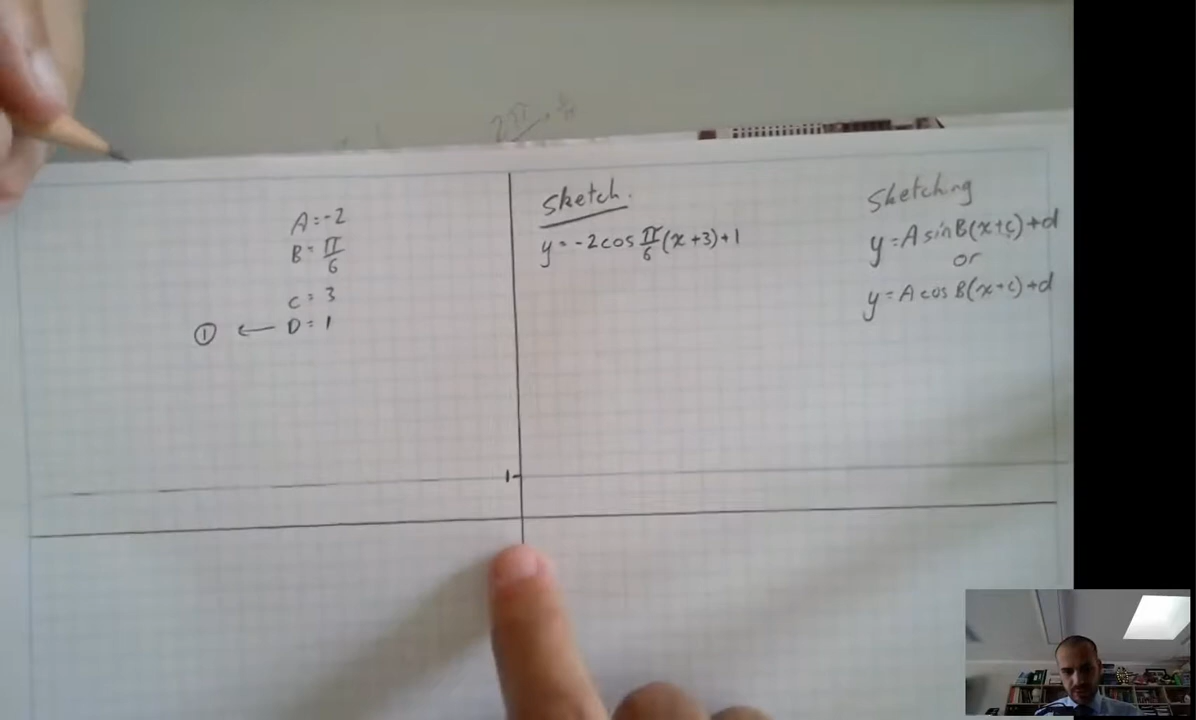 A=-2
B=π/6
C=3
① ← D=1
Sketch.
y=-2cos π/6(x+3)+1
Sketching
y=A sin B(x+c)+d
or
y=A cos B(x+c)+d
1